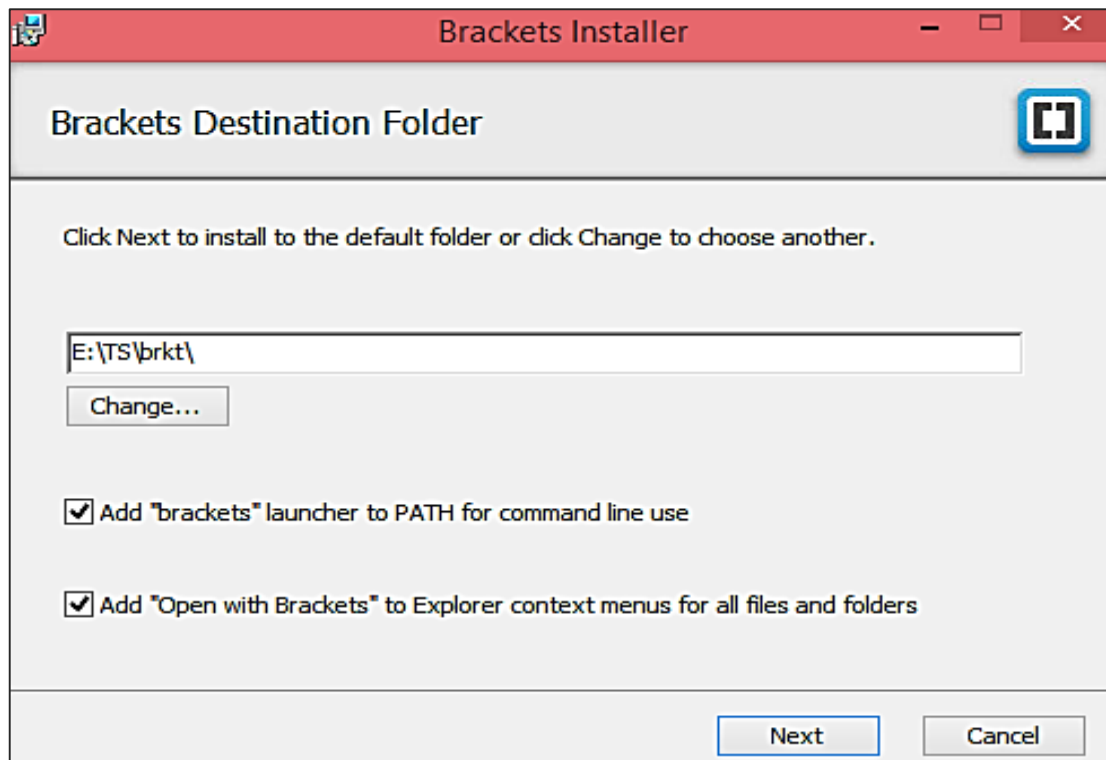 Brackets Installer
Brackets Destination Folder
Click Next to install to the default folder or click Change to choose another.
E:\TS\brkt\
Change...
Add "brackets" launcher to PATH for command line use
Add "Open with Brackets" to Explorer context menus for all files and folders
Next Cancel